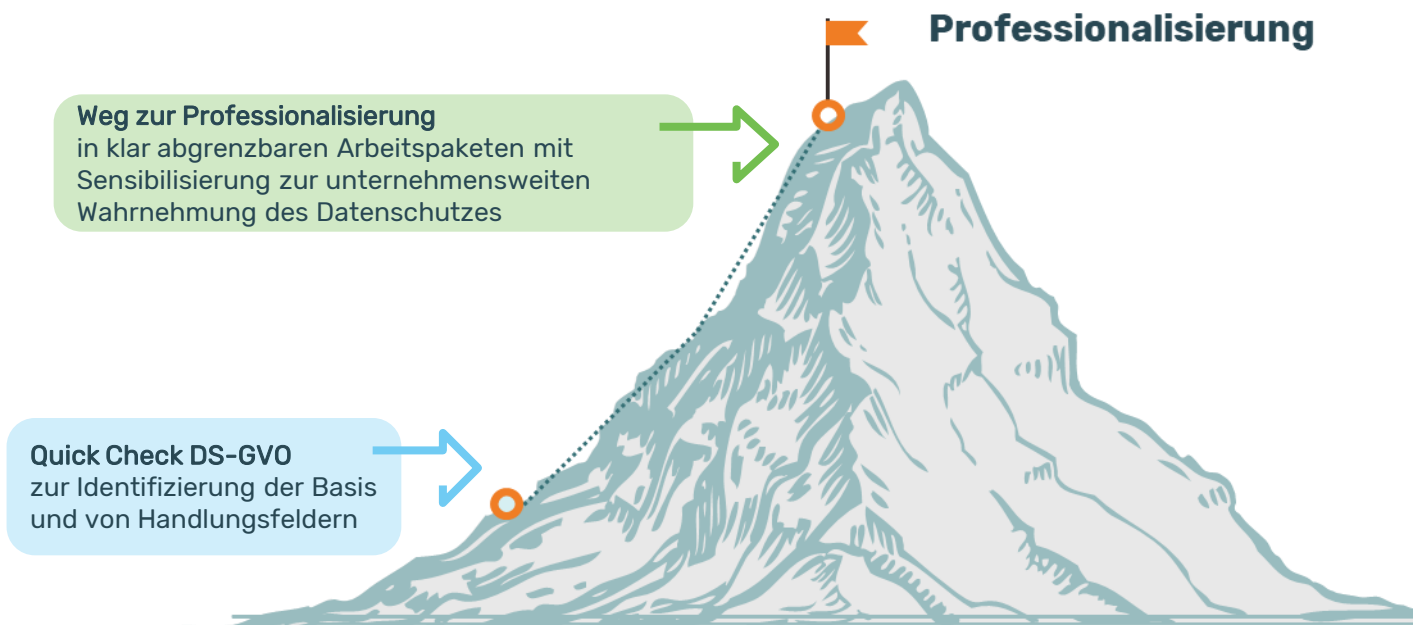 Professionalisierung
Weg zur Professionalisierung
in klar abgrenzbaren Arbeitspaketen mit
Sensibilisierung zur unternehmensweiten
Wahrnehmung des Datenschutzes
Quick Check DS-GVO
zur Identifizierung der Basis
und von Handlungsfeldern